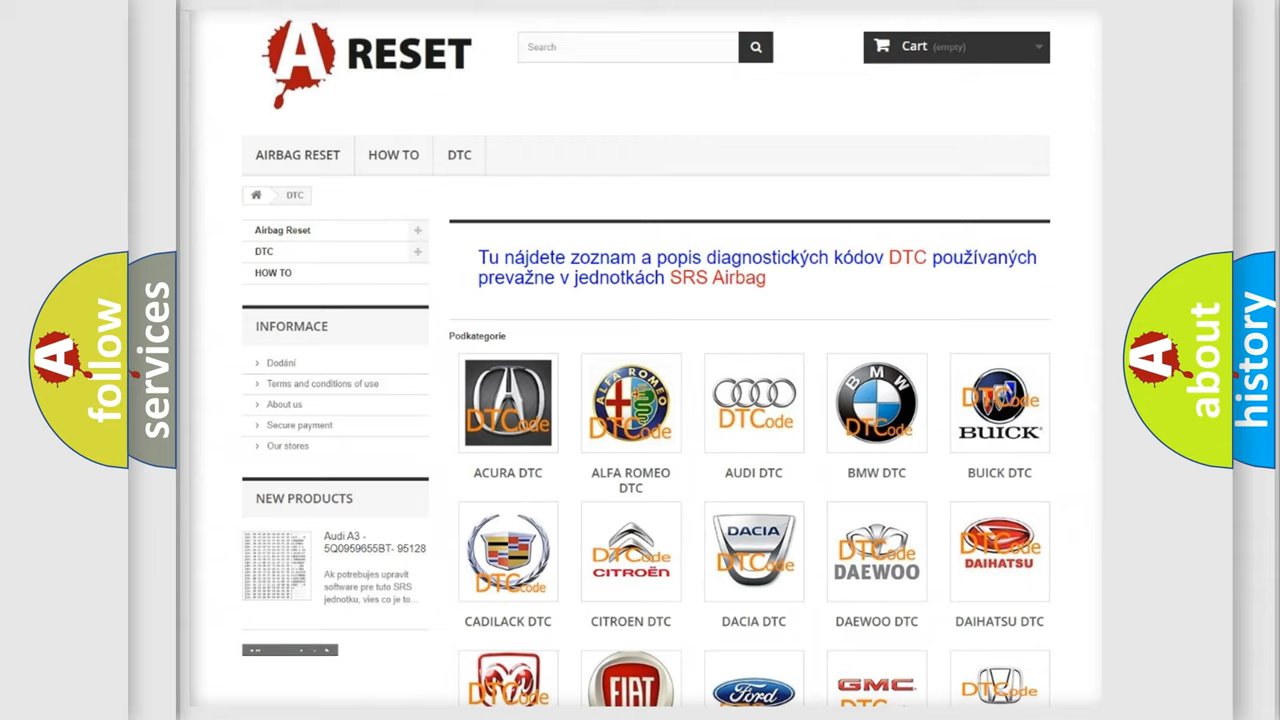 A RESET
Search
Cart (empty)
AIRBAG RESET
HOW TO
DTC
DTC
Airbag Reset
DTC
HOW TO
Tu nájdete zoznam a popis diagnostických kódov DTC používaných
prevažne v jednotkách SRS Airbag
INFORMACE
Dodání
Terms and conditions of use
About us
Secure payment
Our stores
NEW PRODUCTS
Audi A3 -
5Q0959655BT- 95128
Ak potrebujes upravit
software pre tuto SRS
jednotku, vies co je to...
Podkategorie
DTCode
ALFA ROMEO
DTCode
DTCode
BMW
DTCode
DTCode
BUICK
ACURA DTC
ALFA ROMEO
DTC
AUDI DTC
BMW DTC
BUICK DTC
DTCode
DTCode
CITROËN
DACIA
DTCode
DTCode
DAEWOO
DTCode
DAIHATSU
CADILACK DTC
CITROEN DTC
DACIA DTC
DAEWOO DTC
DAIHATSU DTC
DTCode
FIAT
Ford
GMC
DTCode
A follow
services
A about
history